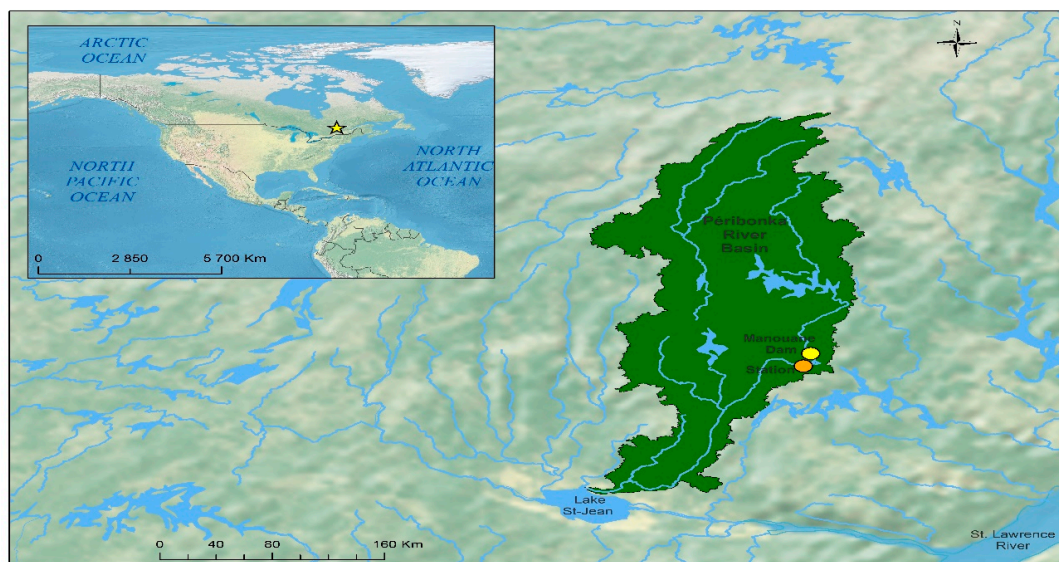 ARCTIC
OCEAN
NORTH
PACIFIC
OCEAN
NORTH
ATLANTIC
OCEAN
0 2 850 5 700 Km
N
Péribonka
River
Basin
Manouane
Dam
Station
Lake
St-Jean
St. Lawrence
River
0 40 80 160 Km